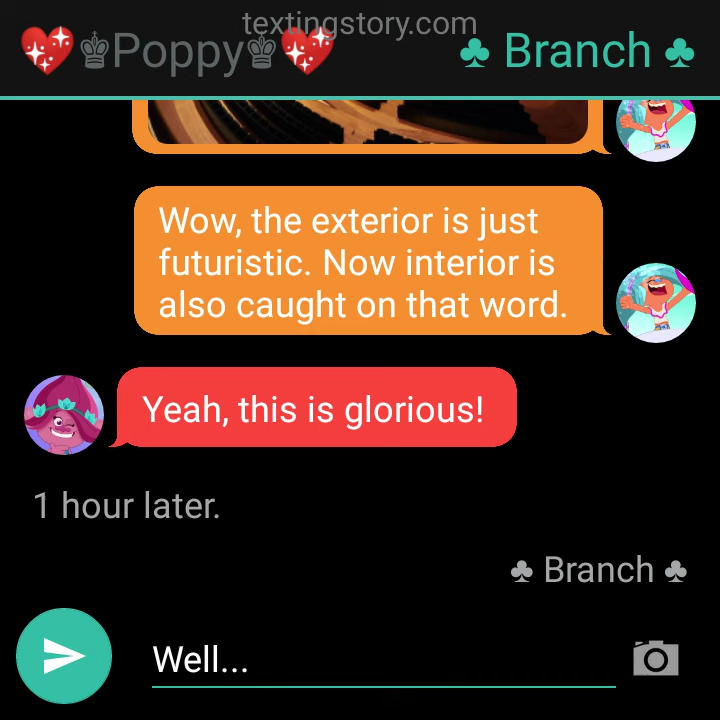 textingstory.com
💖♚Poppy♚💖 ♣ Branch ♣
Wow, the exterior is just
futuristic. Now interior is
also caught on that word.
Yeah, this is glorious!
1 hour later.
♣ Branch ♣
Well...